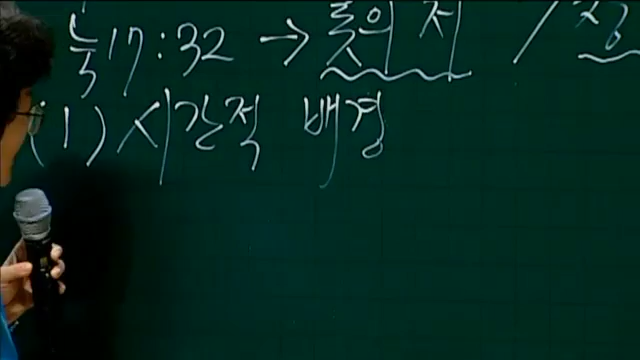 눅17:32 → 롯의 처 / 창
(1) 시간적 배경